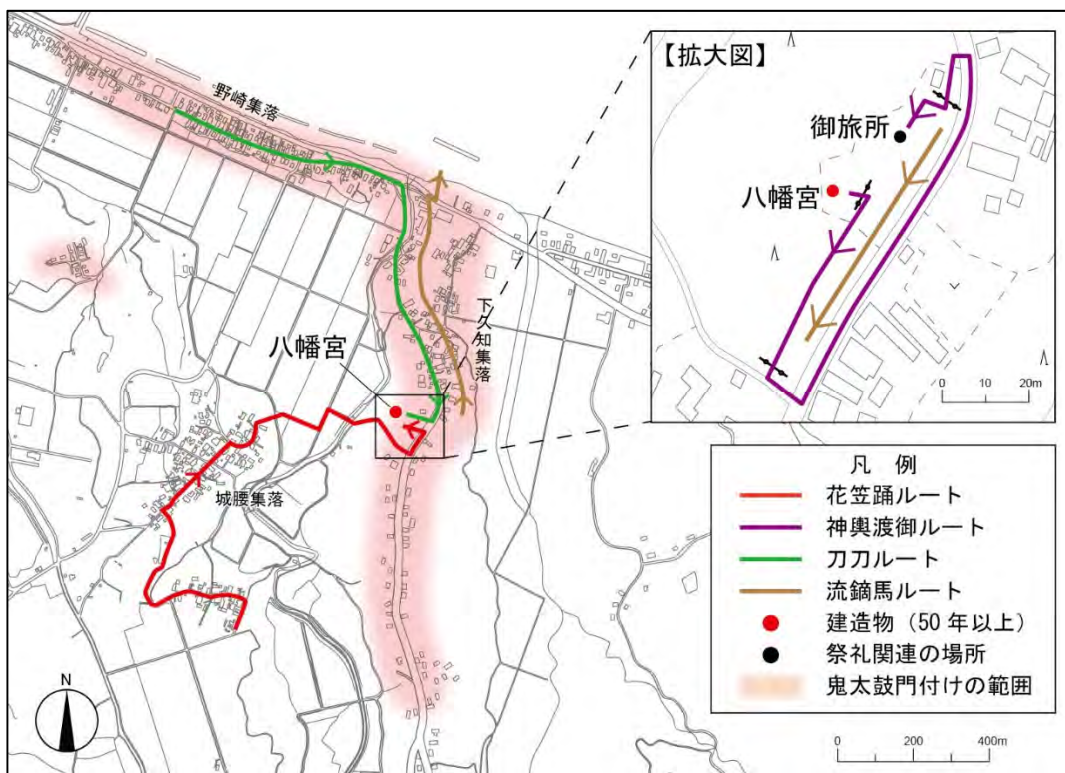 野崎集落
下久知集落
八幡宮
城腰集落
N
【拡大図】
御旅所
八幡宮
0 10 20m
凡 例
花笠踊ルート
神輿渡御ルート
刀刀ルート
流鏑馬ルート
建造物（50 年以上）
祭礼関連の場所
鬼太鼓門付けの範囲
0 200 400m